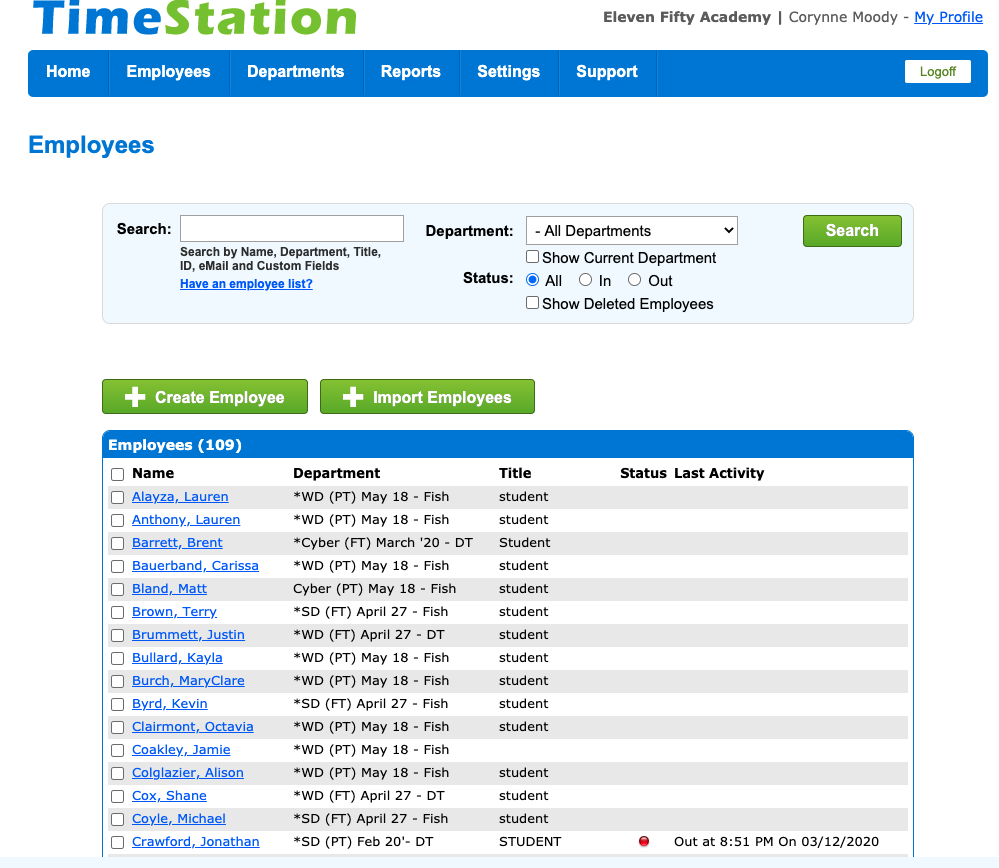 TimeStation
Eleven Fifty Academy | Corynne Moody - My Profile
Home Employees Departments Reports Settings Support Logoff
Employees
Search: Department: - All Departments Search
Search by Name, Department, Title,
ID, eMail and Custom Fields
Show Current Department
Have an employee list?
Status: All In Out
Show Deleted Employees
Create Employee Import Employees
Employees (109)
Name Department Title Status Last Activity
Alayza, Lauren *WD (PT) May 18 - Fish student
Anthony, Lauren *WD (PT) May 18 - Fish student
Barrett, Brent *Cyber (FT) March '20 - DT Student
Bauerband, Carissa *WD (PT) May 18 - Fish student
Bland, Matt Cyber (PT) May 18 - Fish student
Brown, Terry *SD (FT) April 27 - Fish student
Brummett, Justin *WD (FT) April 27 - DT student
Bullard, Kayla *WD (PT) May 18 - Fish student
Burch, MaryClare *WD (PT) May 18 - Fish student
Byrd, Kevin *SD (FT) April 27 - Fish student
Clairmont, Octavia *WD (PT) May 18 - Fish student
Coakley, Jamie *WD (PT) May 18 - Fish
Colglazier, Alison *WD (PT) May 18 - Fish student
Cox, Shane *WD (FT) April 27 - DT student
Coyle, Michael *SD (FT) April 27 - Fish student
Crawford, Jonathan *SD (PT) Feb 20'- DT STUDENT Out at 8:51 PM On 03/12/2020